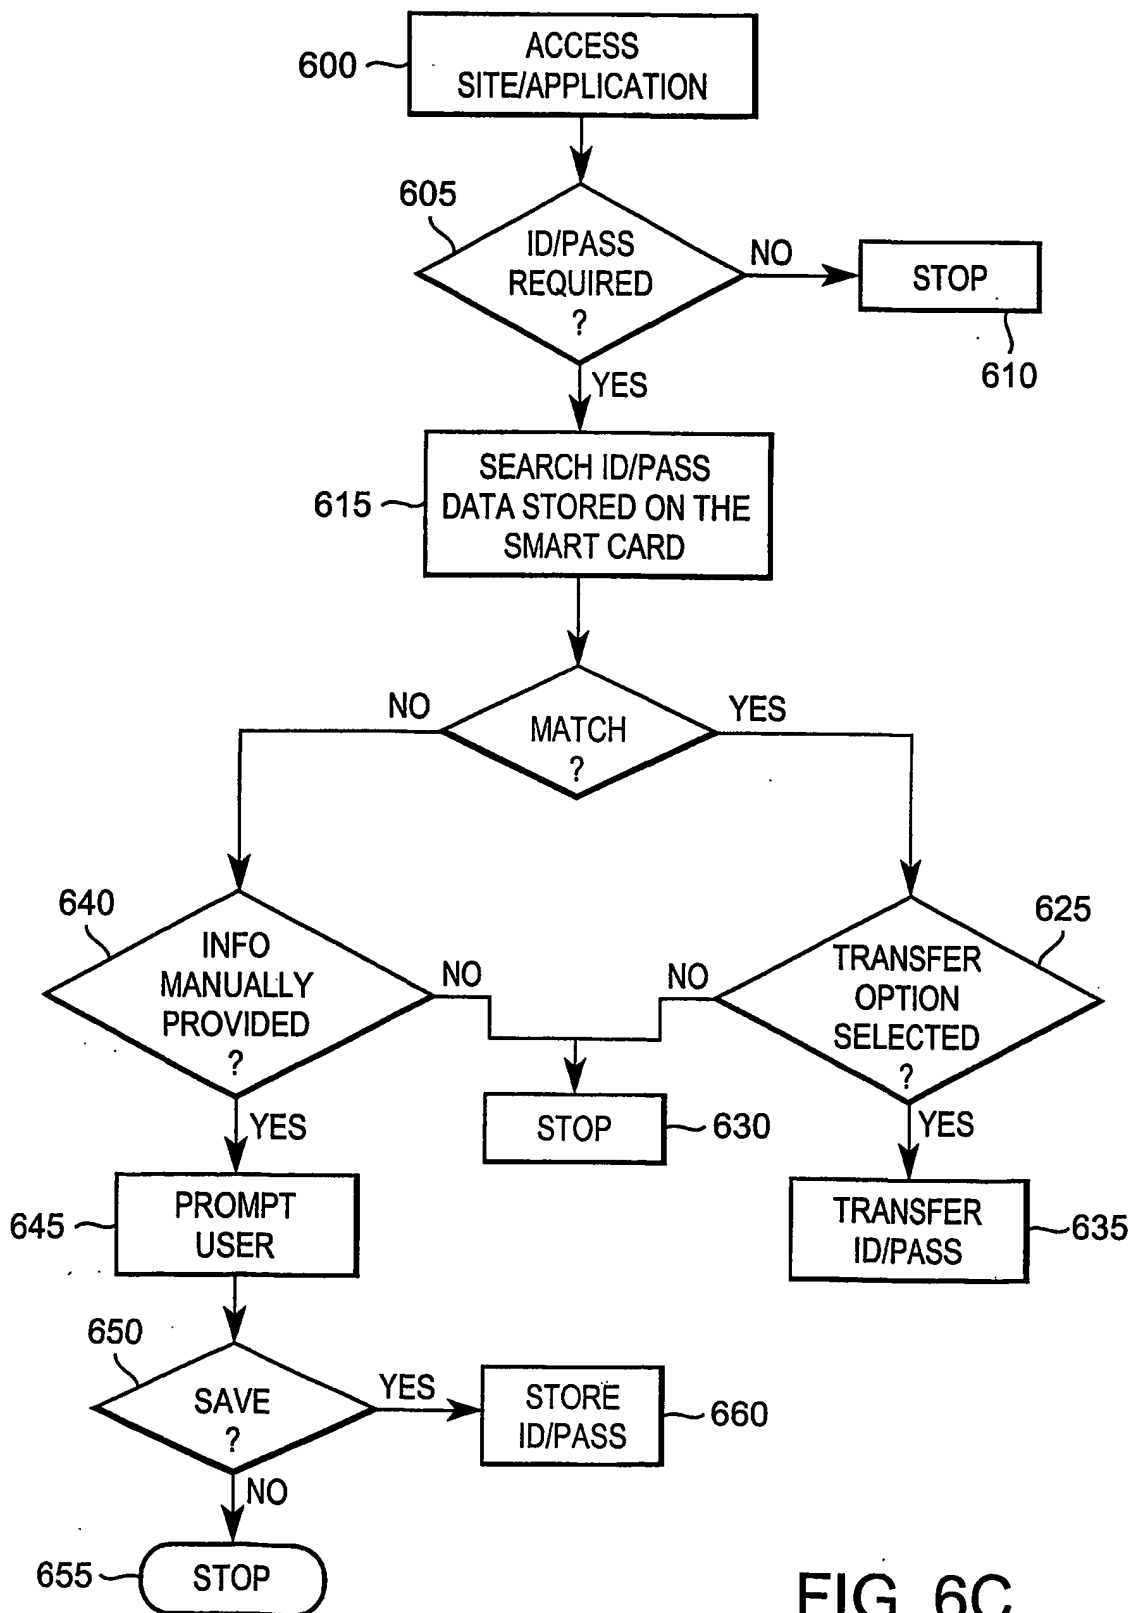 ACCESS
SITE/APPLICATION
600
605
ID/PASS
REQUIRED
?
NO
STOP
610
YES
SEARCH ID/PASS
DATA STORED ON THE
SMART CARD
615
MATCH
?
NO
YES
640
INFO
MANUALLY
PROVIDED
?
NO
NO
625
TRANSFER
OPTION
SELECTED
?
STOP
630
YES
YES
PROMPT
USER
645
TRANSFER
ID/PASS
635
650
SAVE
?
YES
STORE
ID/PASS
660
NO
STOP
655
FIG 6C